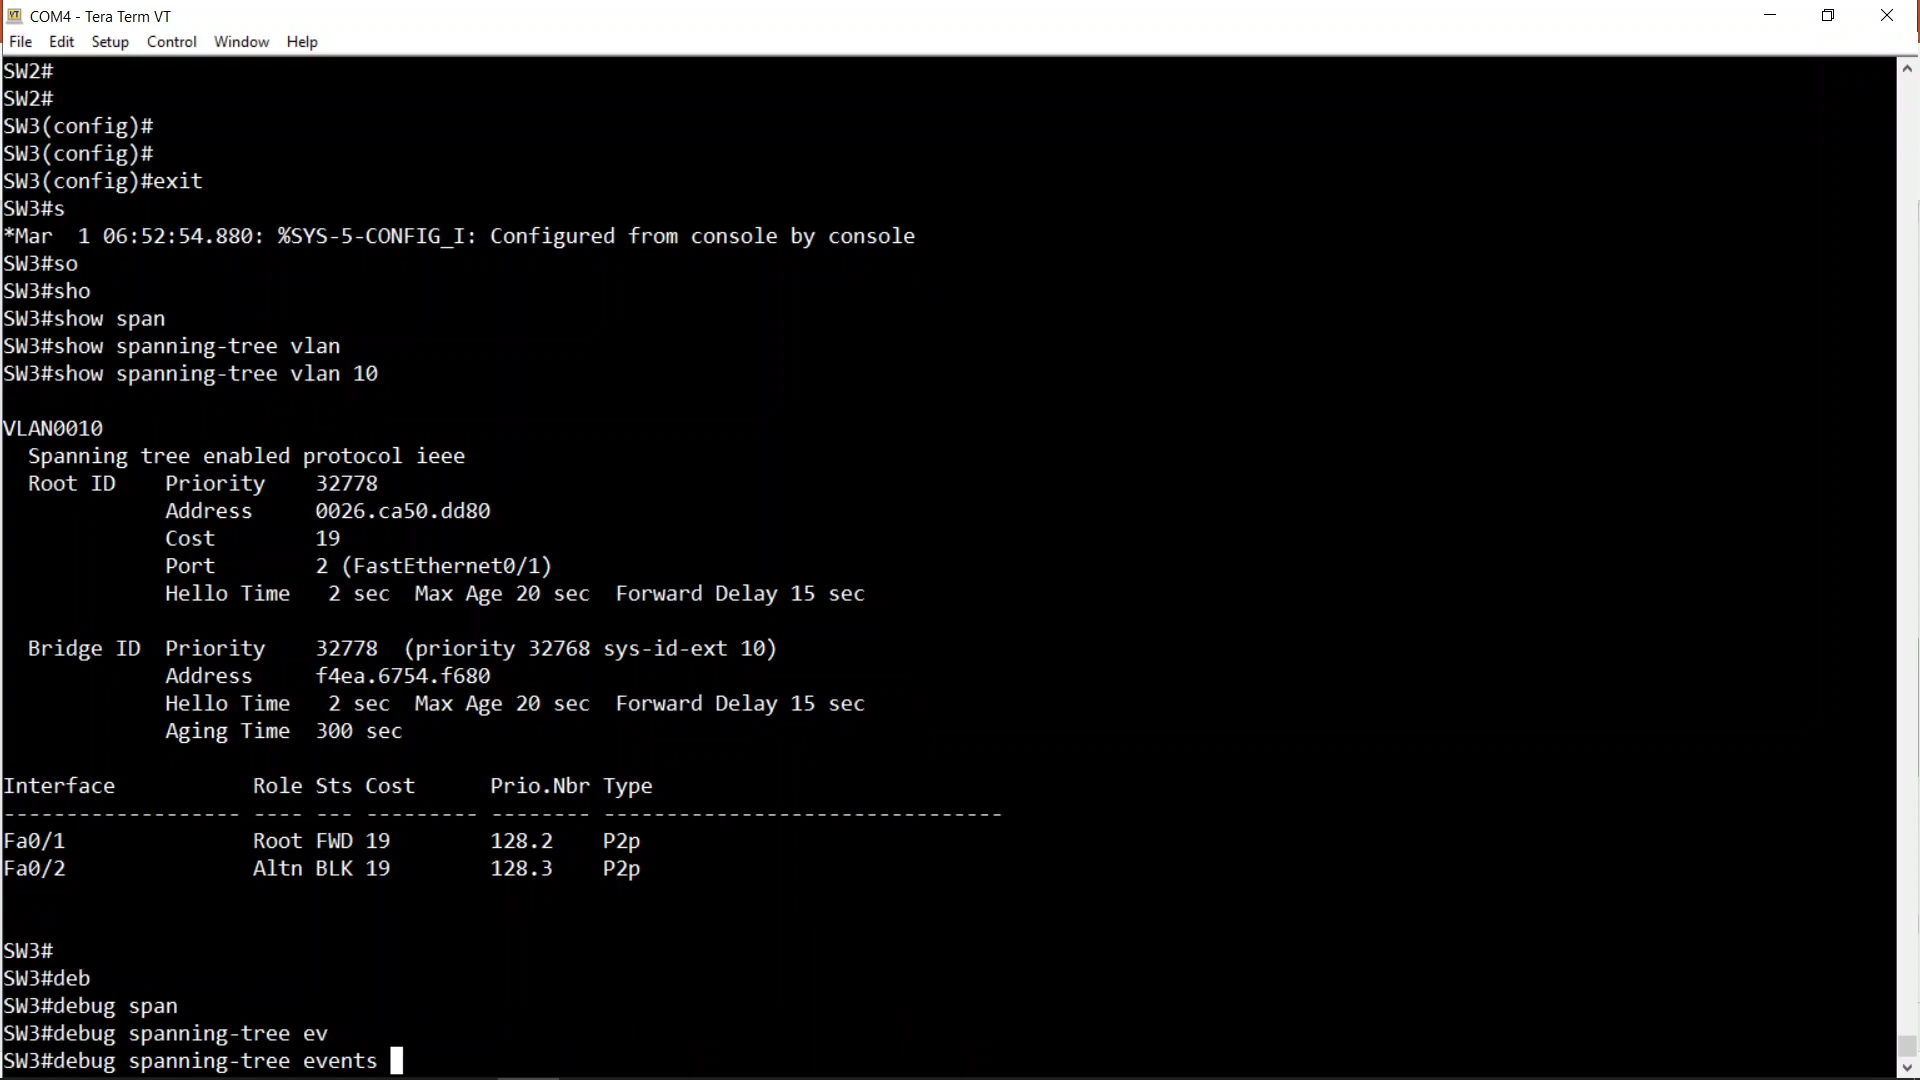 COM4 - Tera Term VT
File Edit Setup Control Window Help
SW2#
SW2#
SW3(config)#
SW3(config)#
SW3(config)#exit
SW3#s
*Mar  1 06:52:54.880: %SYS-5-CONFIG_I: Configured from console by console
SW3#so
SW3#sho
SW3#show span
SW3#show spanning-tree vlan
SW3#show spanning-tree vlan 10
VLAN0010
  Spanning tree enabled protocol ieee
  Root ID    Priority    32778
             Address     0026.ca50.dd80
             Cost        19
             Port        2 (FastEthernet0/1)
             Hello Time   2 sec  Max Age 20 sec  Forward Delay 15 sec
  Bridge ID  Priority    32778  (priority 32768 sys-id-ext 10)
             Address     f4ea.6754.f680
             Hello Time   2 sec  Max Age 20 sec  Forward Delay 15 sec
             Aging Time  300 sec
Interface           Role Sts Cost      Prio.Nbr Type
------------------- ---- --- --------- -------- --------------------------------
Fa0/1               Root FWD 19        128.2    P2p
Fa0/2               Altn BLK 19        128.3    P2p
SW3#
SW3#deb
SW3#debug span
SW3#debug spanning-tree ev
SW3#debug spanning-tree events